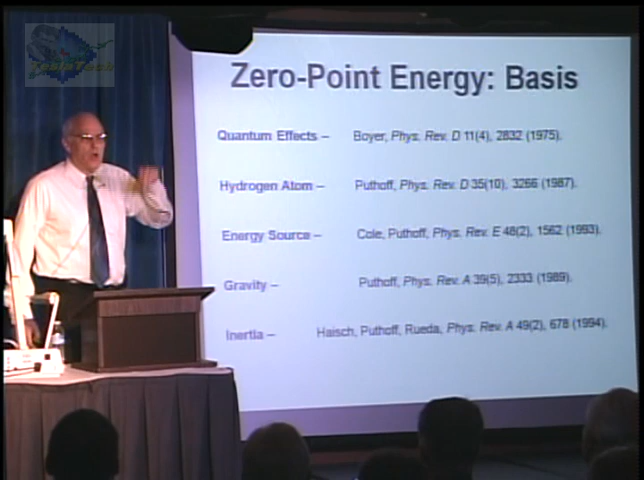 TeslaTech
Zero-Point Energy: Basis
Quantum Effects – Boyer, Phys. Rev. D 11(4), 2832 (1975).
Hydrogen Atom – Puthoff, Phys. Rev. D 35(10), 3266 (1987).
Energy Source – Cole, Puthoff, Phys. Rev. E 48(2), 1562 (1993).
Gravity – Puthoff, Phys. Rev. A 39(5), 2333 (1989).
Inertia – Haisch, Puthoff, Rueda, Phys. Rev. A 49(2), 678 (1994).